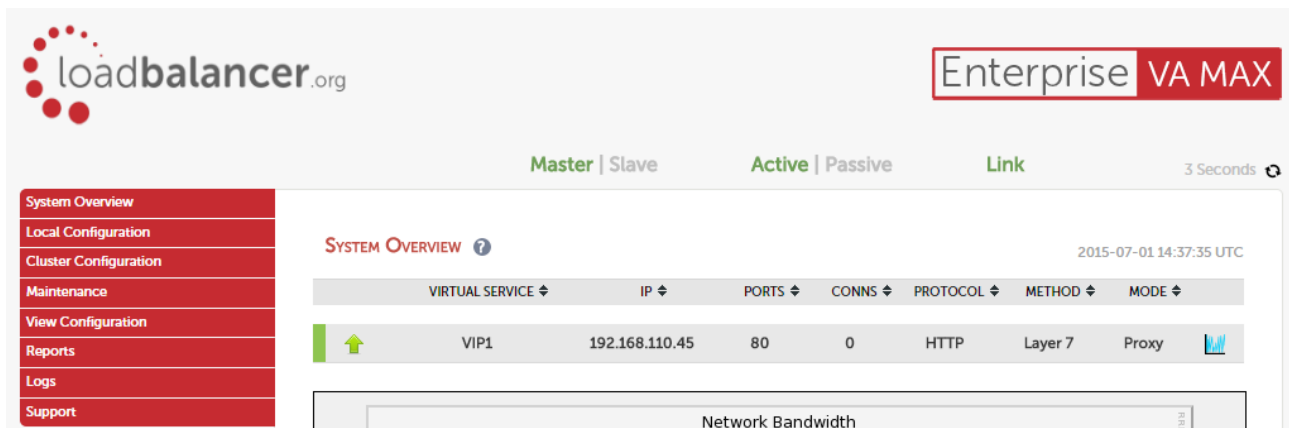 loadbalancer.org
Enterprise VA MAX
Master | Slave Active | Passive Link 3 Seconds
System Overview
Local Configuration
Cluster Configuration
Maintenance
View Configuration
Reports
Logs
Support
SYSTEM OVERVIEW ?
2015-07-01 14:37:35 UTC
VIRTUAL SERVICE IP PORTS CONNS PROTOCOL METHOD MODE
VIP1 192.168.110.45 80 0 HTTP Layer 7 Proxy
Network Bandwidth